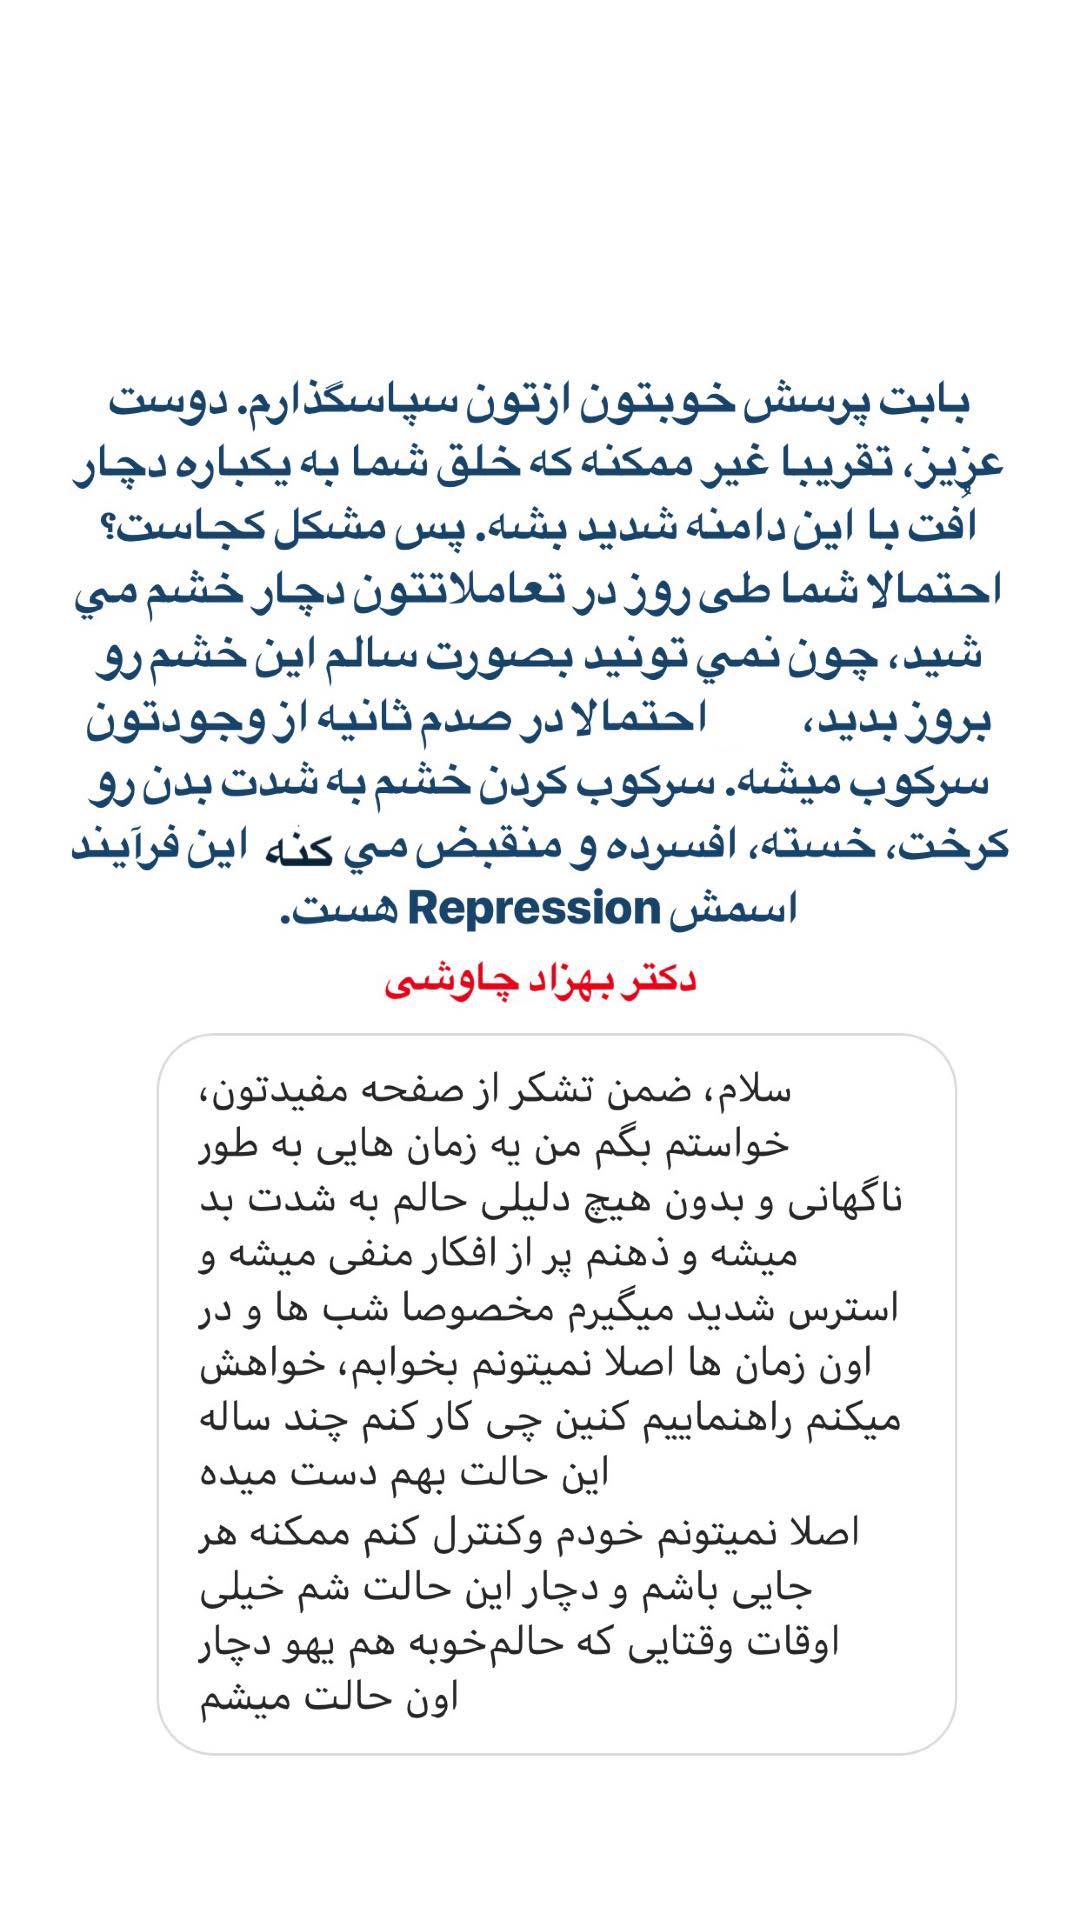 بابت پرسش خوبتون ازتون سپاسگذارم. دوست
عزیز، تقریبا غیر ممکنه که خلق شما به یکباره دچار
اُفت با این دامنه شدید بشه. پس مشکل کجاست؟
احتمالا شما طی روز در تعاملاتتون دچار خشم مي
شید، چون نمي تونید بصورت سالم این خشم رو
بروز بدید، احتمالا در صدم ثانیه از وجودتون
سرکوب میشه. سرکوب کردن خشم به شدت بدن رو
کرخت، خسته، افسرده و منقبض مي کنه این فرآیند
اسمش Repression هست.
دکتر بهزاد چاوشی
سلام، ضمن تشکر از صفحه مفیدتون،
خواستم بگم من یه زمان هایی به طور
ناگهانی و بدون هیچ دلیلی حالم به شدت بد
میشه و ذهنم پر از افکار منفی میشه و
استرس شدید میگیرم مخصوصا شب ها و در
اون زمان ها اصلا نمیتونم بخوابم، خواهش
میکنم راهنماییم کنین چی کار کنم چند ساله
این حالت بهم دست میده
اصلا نمیتونم خودم وکنترل کنم ممکنه هر
جایی باشم و دچار این حالت شم خیلی
اوقات وقتایی که حالم‌خوبه هم یهو دچار
اون حالت میشم